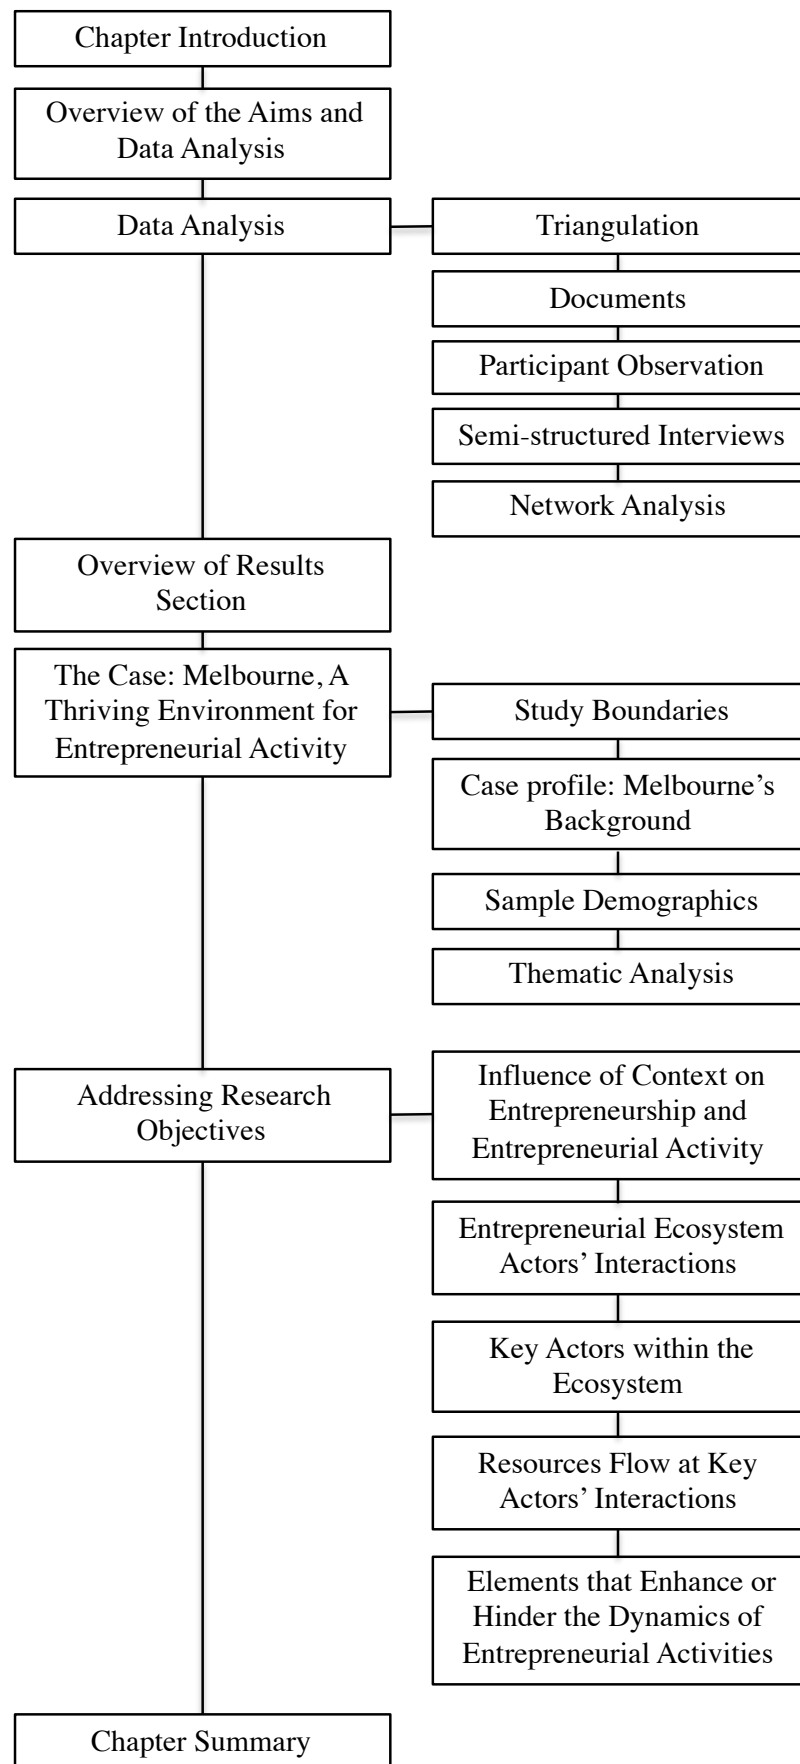 Chapter Introduction
Overview of the Aims and
Data Analysis
Data Analysis
Triangulation
Documents
Participant Observation
Semi-structured Interviews
Network Analysis
Overview of Results
Section
The Case: Melbourne, A
Thriving Environment for
Entrepreneurial Activity
Study Boundaries
Case profile: Melbourne’s
Background
Sample Demographics
Thematic Analysis
Addressing Research
Objectives
Influence of Context on
Entrepreneurship and
Entrepreneurial Activity
Entrepreneurial Ecosystem
Actors’ Interactions
Key Actors within the
Ecosystem
Resources Flow at Key
Actors’ Interactions
Elements that Enhance or
Hinder the Dynamics of
Entrepreneurial Activities
Chapter Summary